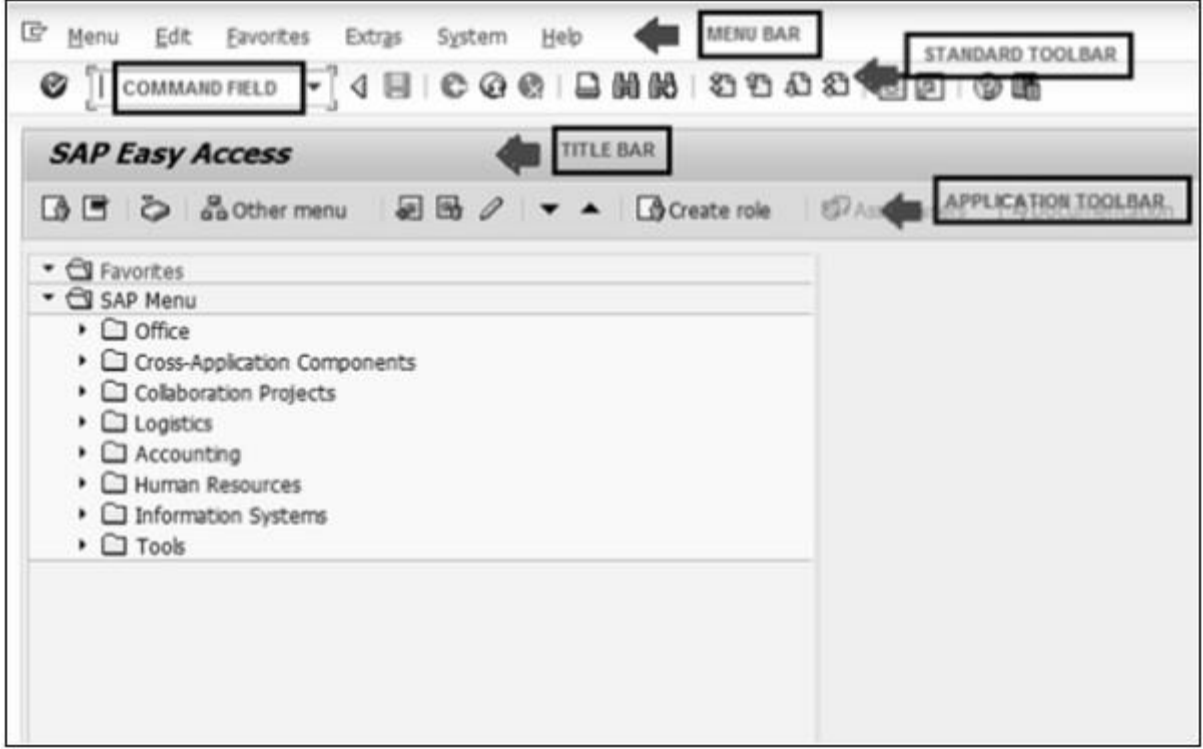 Menu Edit Favorites Extras System Help MENU BAR
STANDARD TOOLBAR
COMMAND FIELD
SAP Easy Access TITLE BAR
Other menu Create role APPLICATION TOOLBAR
Favorites
SAP Menu
Office
Cross-Application Components
Collaboration Projects
Logistics
Accounting
Human Resources
Information Systems
Tools